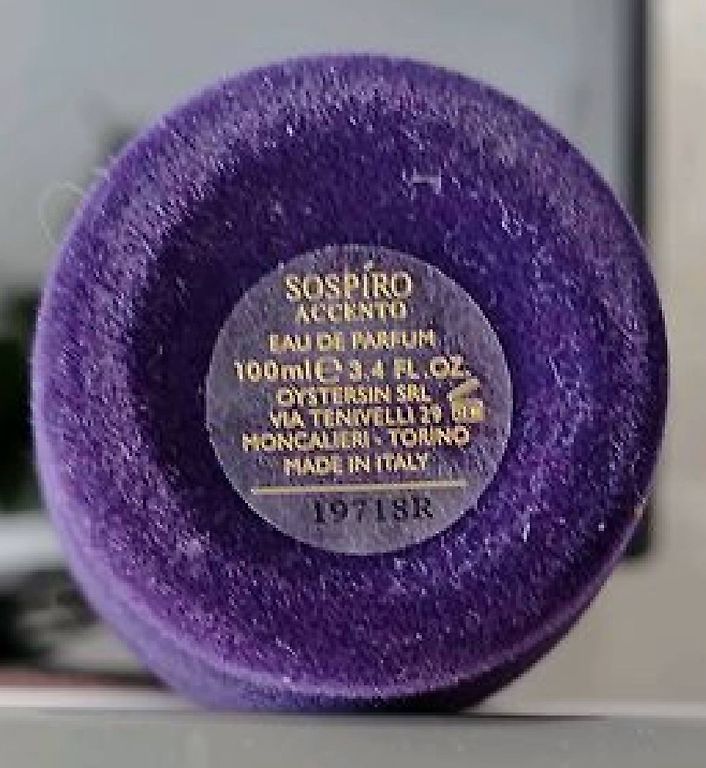 SOSPÍRO
ACCENTO
EAU DE PARFUM
100ml ℮ 3.4 FL.OZ.
OYSTERSIN SRL
VIA TENIVELLI 29
MONCALIERI - TORINO
MADE IN ITALY
19718R